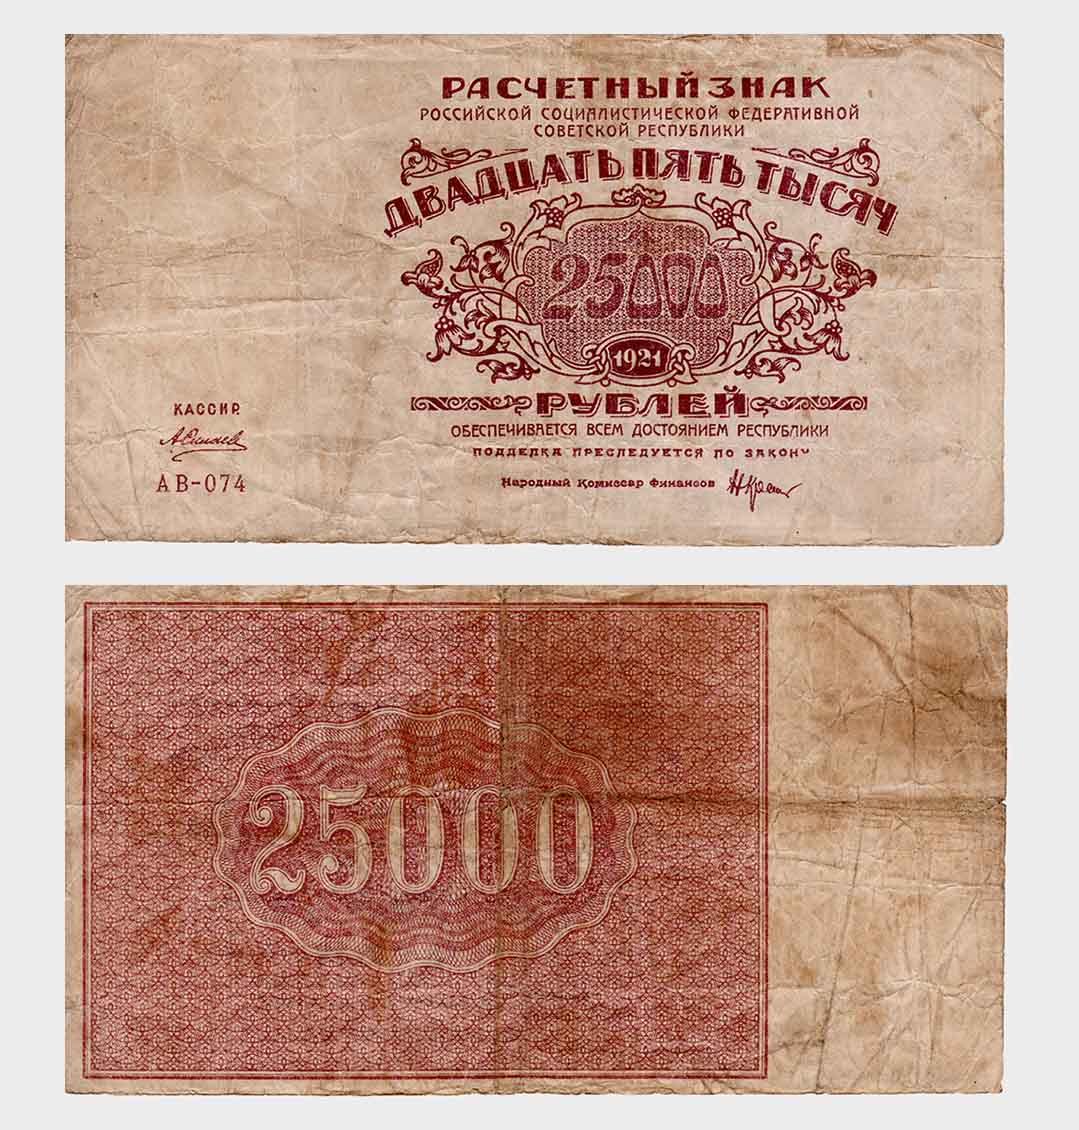 РАСЧЕТНЫЙ ЗНАК
РОССИЙСКОЙ СОЦИАЛИСТИЧЕСКОЙ ФЕДЕРАТИВНОЙ
СОВЕТСКОЙ РЕСПУБЛИКИ
ДВАДЦАТЬ ПЯТЬ ТЫСЯЧ
25000
1921
РУБЛЕЙ
ОБЕСПЕЧИВАЕТСЯ ВСЕМ ДОСТОЯНИЕМ РЕСПУБЛИКИ
ПОДДЕЛКА ПРЕСЛЕДУЕТСЯ ПО ЗАКОНУ
Народный Комиссар Финансов
КАССИР
АВ-074
25000